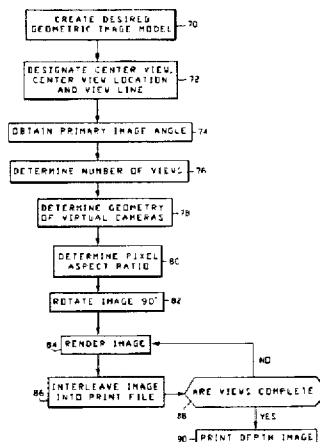 CREATE DESIRED
GEOMETRIC IMAGE MODEL
70
DESIGNATE CENTER VIEW,
CENTER VIEW LOCATION
AND VIEW LINE
72
OBTAIN PRIMARY IMAGE ANGLE
74
DETERMINE NUMBER OF VIEWS
76
DETERMINE GEOMETRY
OF VIRTUAL CAMERAS
78
DETERMINE PIXEL
ASPECT RATIO
80
ROTATE IMAGE 90°
82
84
RENDER IMAGE
NO
86
INTERLEAVE IMAGE
INTO PRINT FILE
ARE VIEWS COMPLETE
88
YES
90
PRINT DEPTH IMAGE